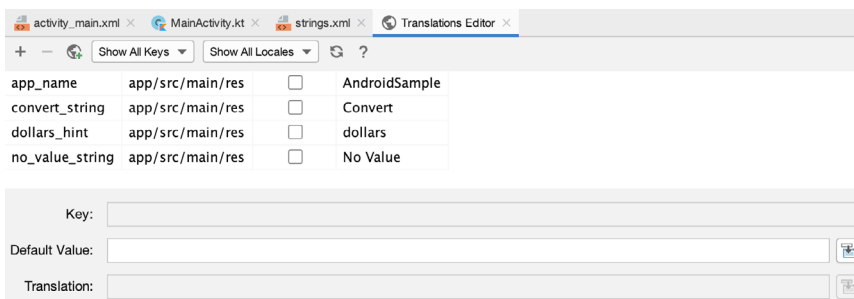 activity_main.xml MainActivity.kt strings.xml Translations Editor
Show All Keys Show All Locales ?
app_name app/src/main/res AndroidSample
convert_string app/src/main/res Convert
dollars_hint app/src/main/res dollars
no_value_string app/src/main/res No Value
Key:
Default Value:
Translation: